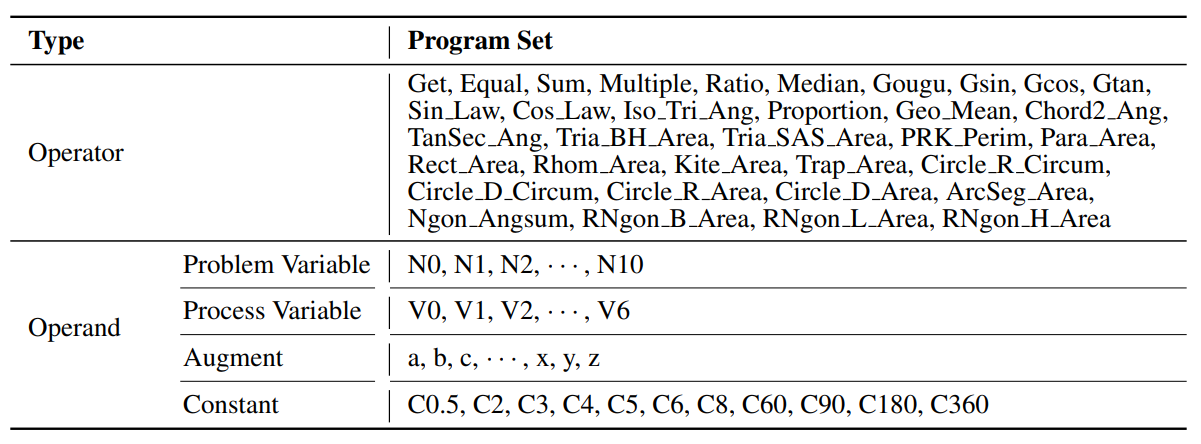 Type Program Set
Get, Equal, Sum, Multiple, Ratio, Median, Gougu, Gsin, Gcos, Gtan,
Sin_Law, Cos_Law, Iso_Tri_Ang, Proportion, Geo_Mean, Chord2_Ang,
TanSec_Ang, Tria_BH_Area, Tria_SAS_Area, PRK_Perim, Para_Area,
Operator
Rect_Area, Rhom_Area, Kite_Area, Trap_Area, Circle_R_Circum,
Circle_D_Circum, Circle_R_Area, Circle_D_Area, ArcSeg_Area,
Ngon_Angsum, RNgon_B_Area, RNgon_L_Area, RNgon_H_Area
Operand
Problem Variable N0, N1, N2, ··· , N10
Process Variable V0, V1, V2, ··· , V6
Augment a, b, c, ··· , x, y, z
Constant C0.5, C2, C3, C4, C5, C6, C8, C60, C90, C180, C360